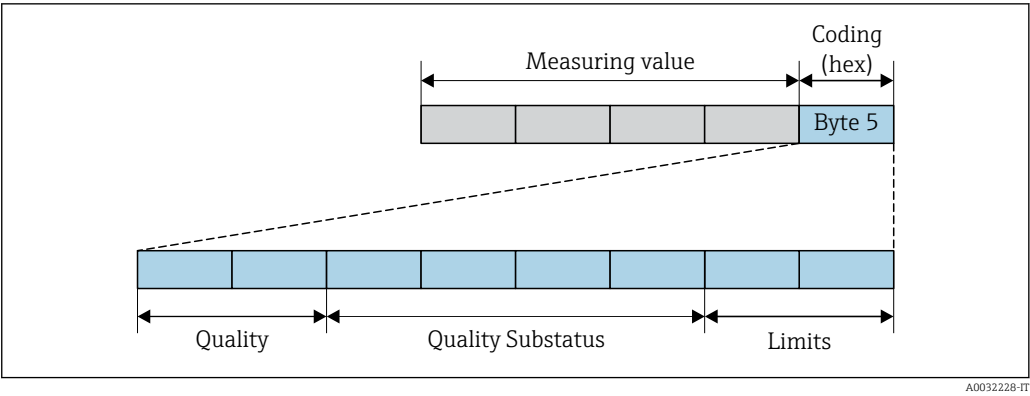 Coding
Measuring value
(hex)
Byte 5
Quality
Quality Substatus
Limits
A0032228-IT